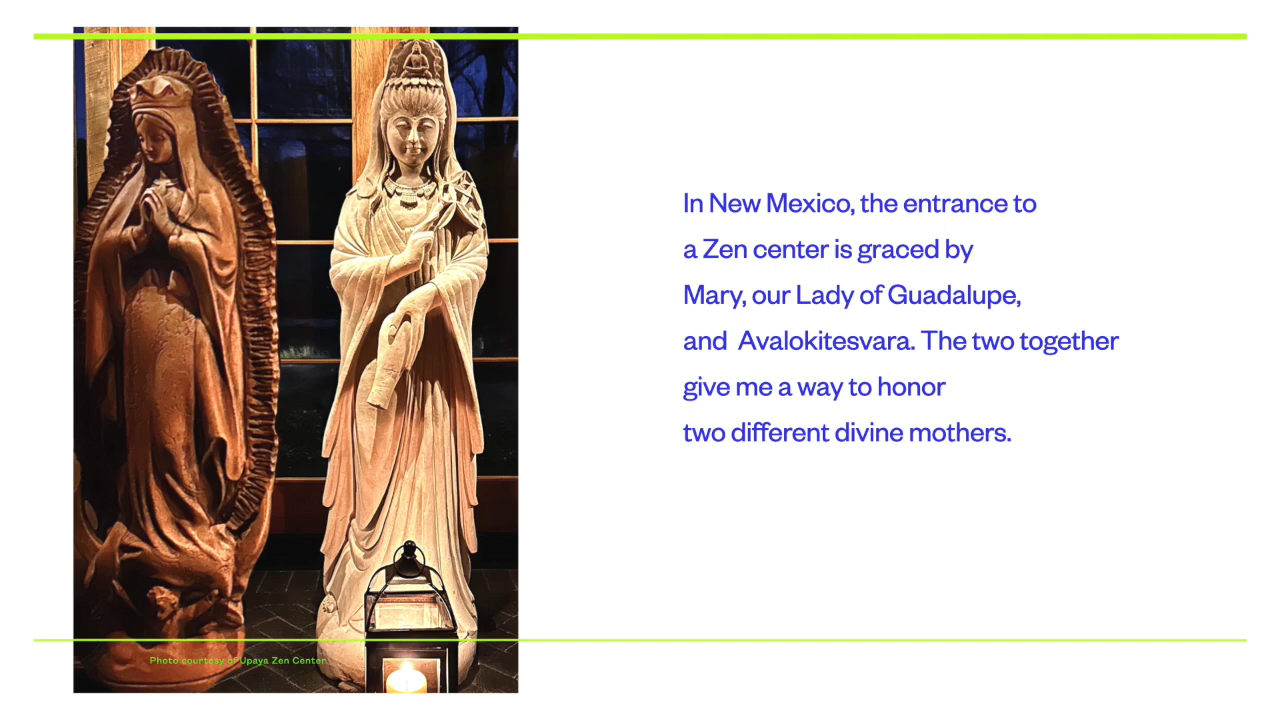 In New Mexico, the entrance to
a Zen center is graced by
Mary, our Lady of Guadalupe,
and  Avalokitesvara. The two together
give me a way to honor
two different divine mothers.
Photo courtesy of Upaya Zen Center.